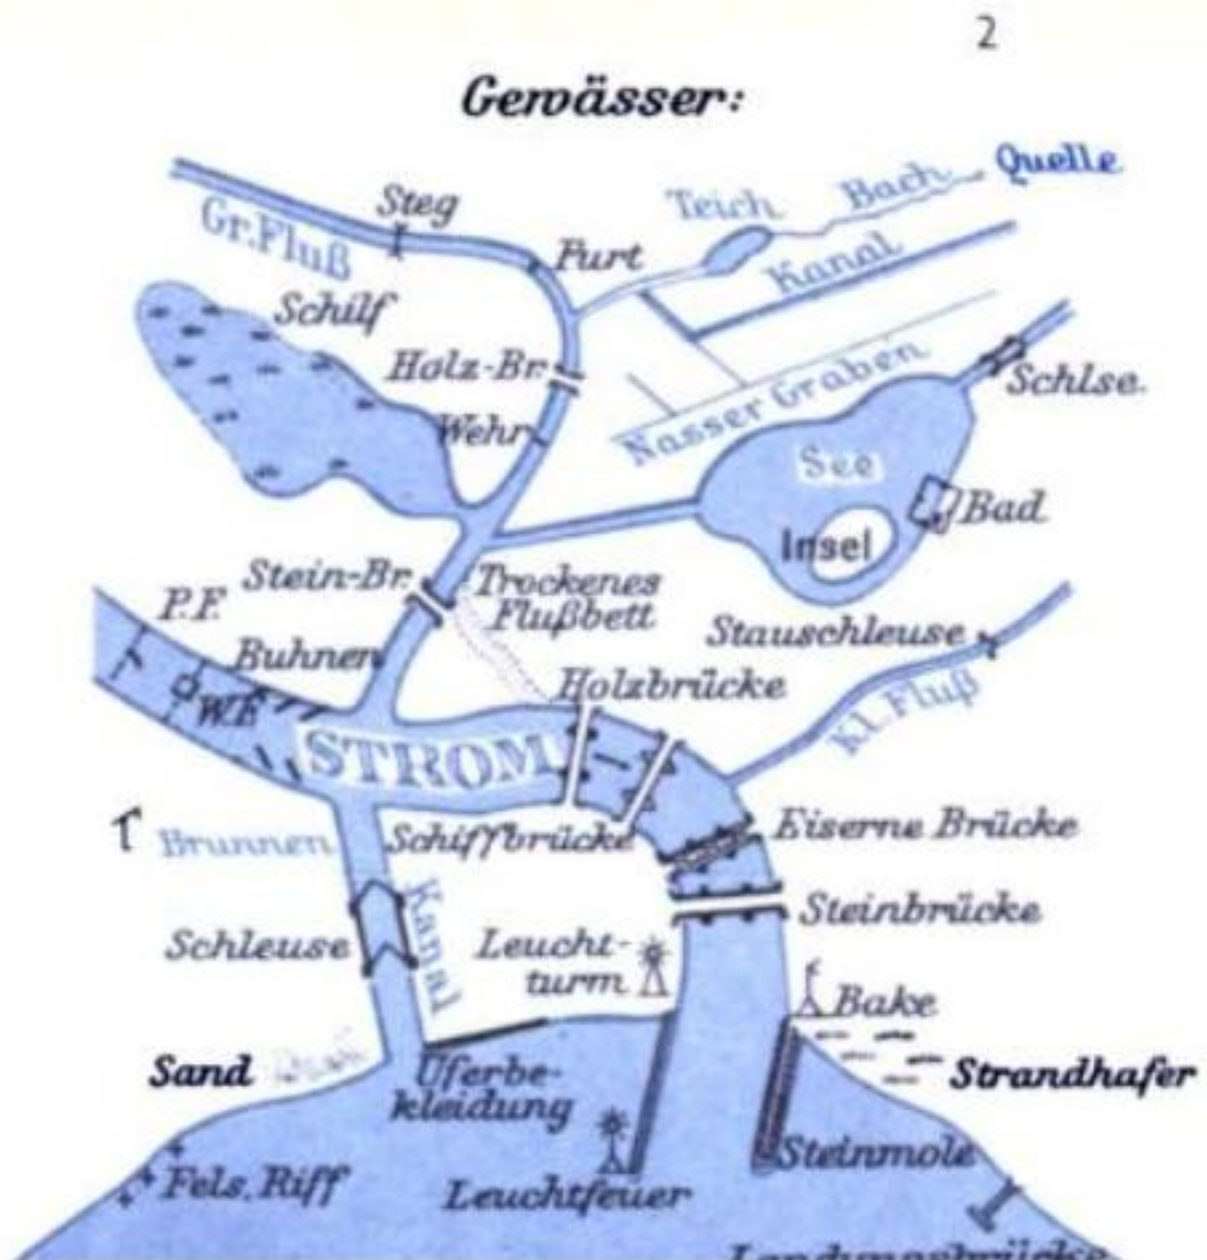 2
Gewässer:
Quelle
Bach
Teich
Steg
Gr. Fluß
Furt
Kanal
Schilf
Holz-Br.
Schlse.
Nasser Graben
Wehr
See
Bad
Insel
Stein-Br.
Trockenes
Flußbett
P.F.
Stauschleuse
Buhnen
Holzbrücke
W.F.
Kl. Fluß
STROM
Eiserne Brücke
Schiffbrücke
Brunnen
Kanal
Steinbrücke
Schleuse
Leucht-
turm
Bake
Sand
Uferbe-
kleidung
Strandhafer
Steinmole
Fels, Riff
Leuchtfeuer